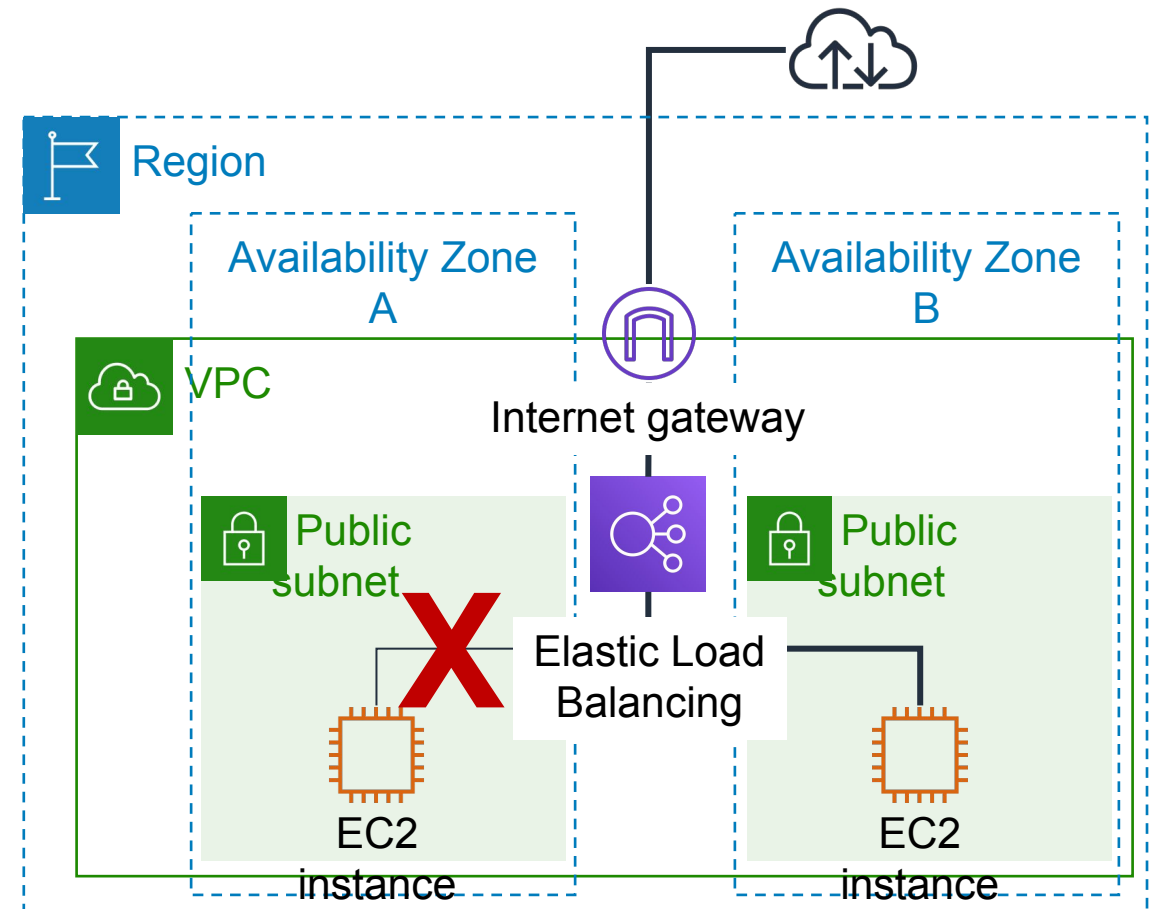 Region
Availability Zone
A
Availability Zone
B
VPC
Internet gateway
Public
subnet
Public
subnet
Elastic Load
Balancing
EC2
instance
EC2
instance